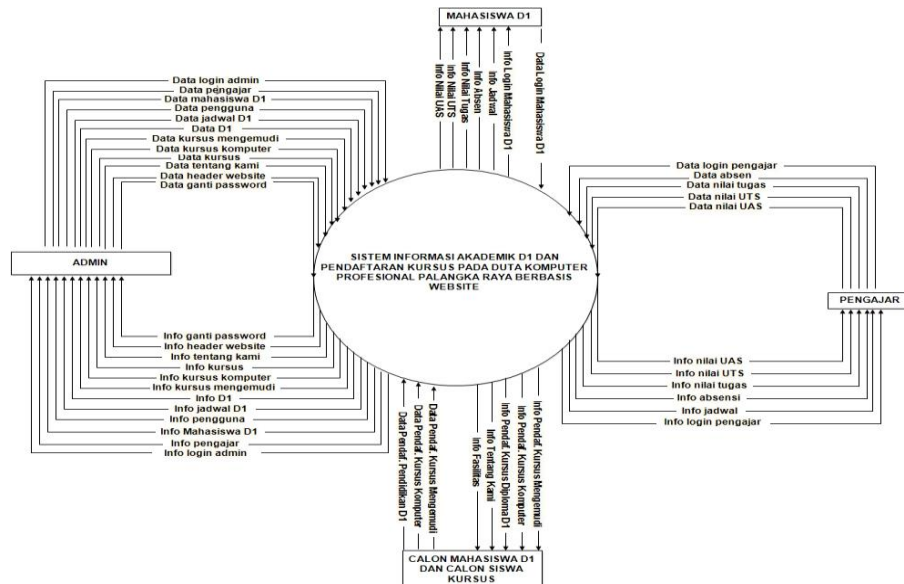 MAHASISWA D1
Info Nilai UAS
Info Nilai UTS
Info Nilai Tugas
Info Absen
Info Jadwal
Info Login Mahasiswa D1
Data Login Mahasiswa D1
Data login admin
Data pengajar
Data mahasiswa D1
Data pengguna
Data jadwal D1
Data D1
Data kursus mengemudi
Data kursus komputer
Data kursus
Data tentang kami
Data header website
Data ganti password
ADMIN
Info ganti password
Info header website
Info tentang kami
Info kursus
Info kursus komputer
Info kursus mengemudi
Info D1
Info jadwal D1
Info pengguna
Info Mahasiswa D1
Info pengajar
Info login admin
SISTEM INFORMASI AKADEMIK D1 DAN
PENDAFTARAN KURSUS PADA DUTA KOMPUTER
PROFESIONAL PALANGKA RAYA BERBASIS
WEBSITE
Data login pengajar
Data absen
Data nilai tugas
Data nilai UTS
Data nilai UAS
PENGAJAR
Info nilai UAS
Info nilai UTS
Info nilai tugas
Info absensi
Info jadwal
Info login pengajar
Data Pendaf. Pendidikan D1
Data Pendaf. Kursus Komputer
Data Pendaf. Kursus Mengemudi
Info Fasilitas
Info Tentang Kami
Info Pendaf. Kursus Diploma D1
Info Pendaf. Kursus Komputer
Info Pendaf. Kursus Mengemudi
CALON MAHASISWA D1
DAN CALON SISWA
KURSUS